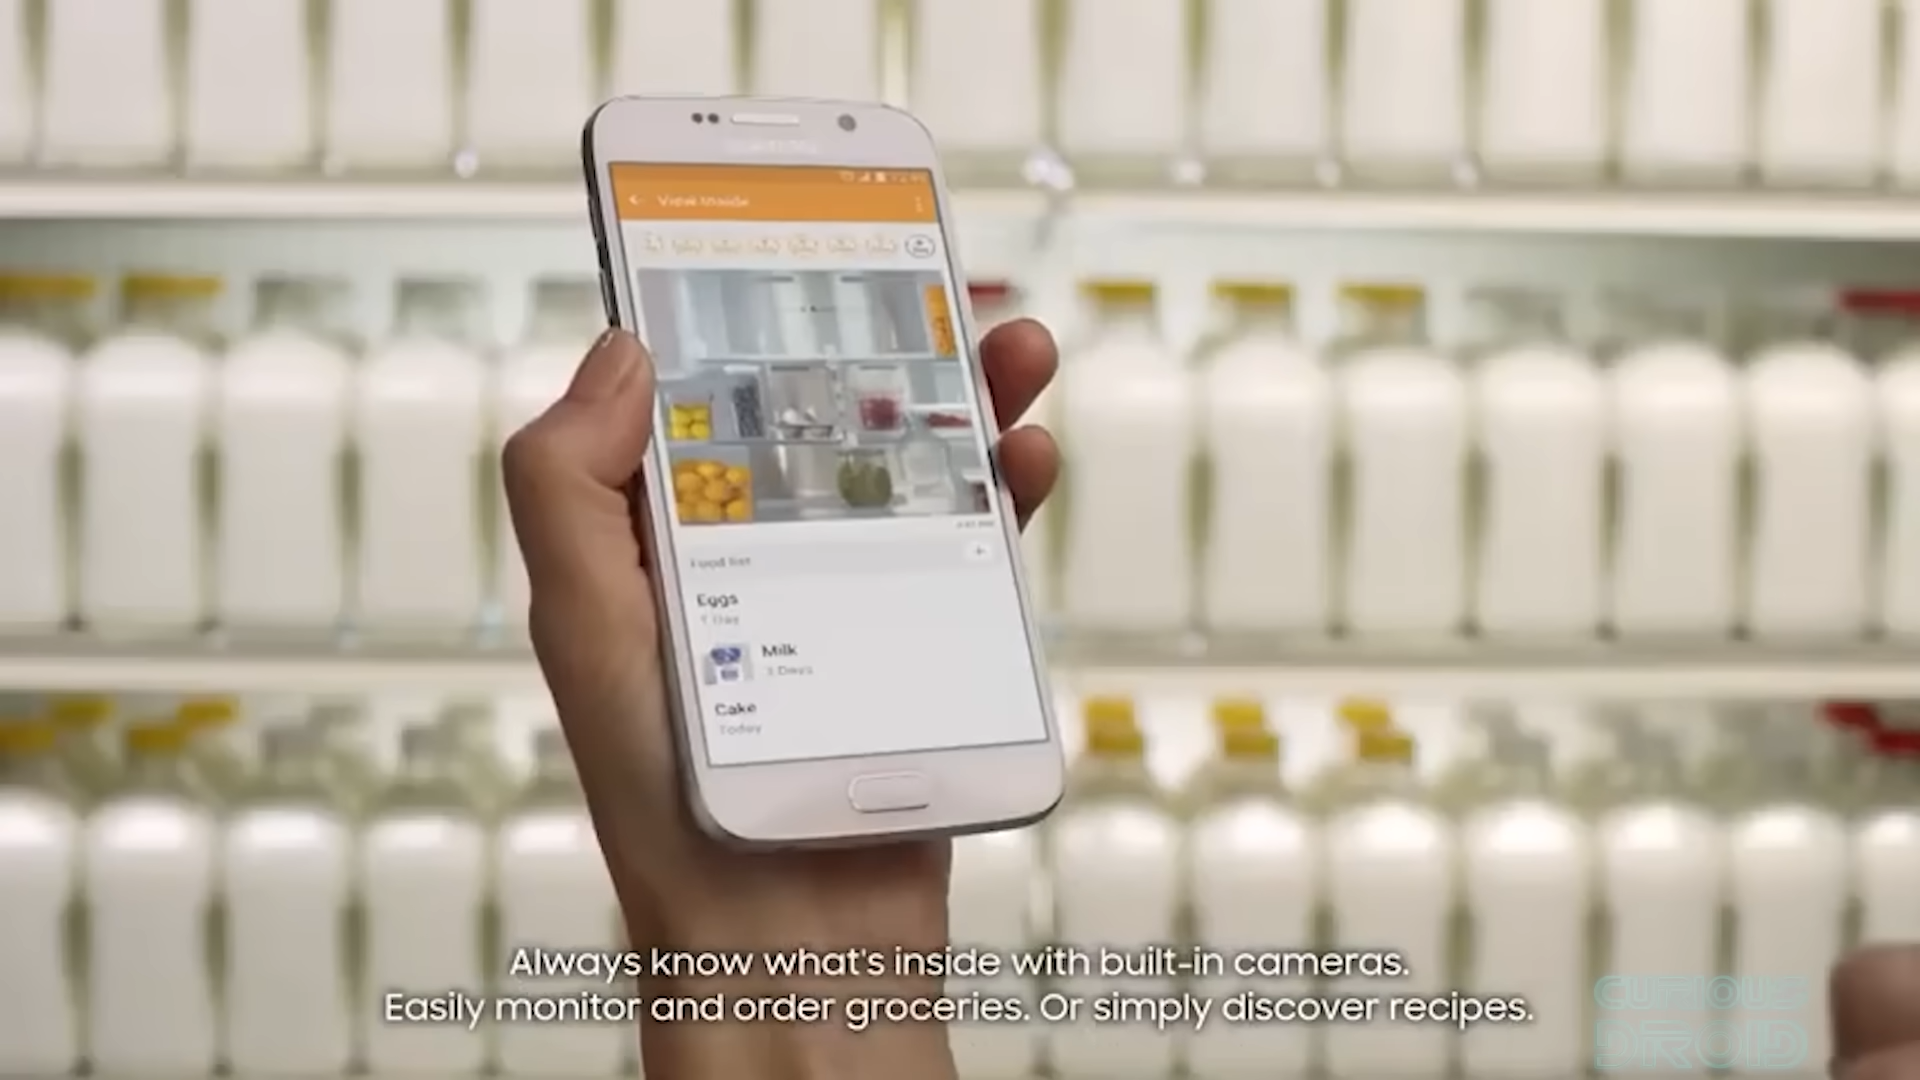 View Inside
Food list
Eggs
1 Day
Milk
3 Days
Cake
Today
Always know what's inside with built-in cameras.
Easily monitor and order groceries. Or simply discover recipes.
CURIOUS
DROID